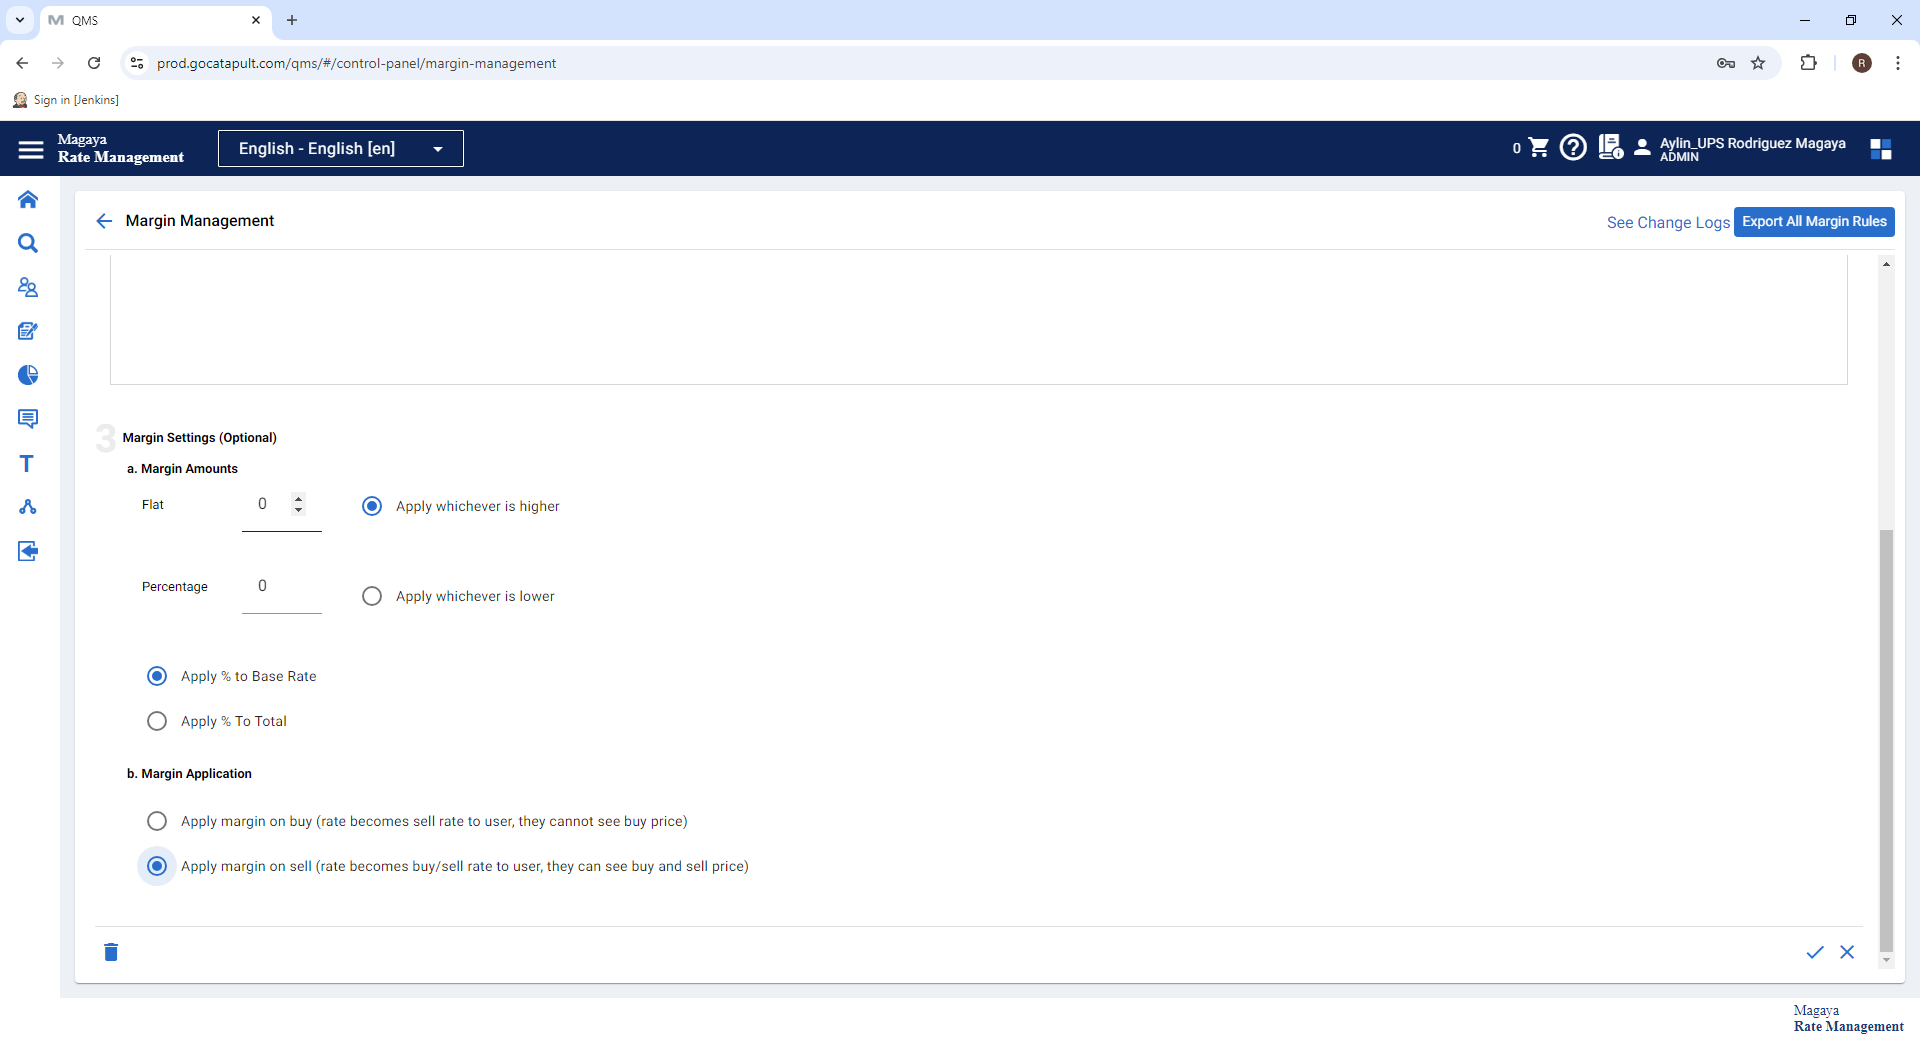 QMS
prod.gocatapult.com/qms/#/control-panel/margin-management
R
Sign in [Jenkins]
Magaya
Rate Management
English - English [en]
0
Aylin_UPS Rodriguez Magaya
ADMIN
Margin Management
See Change Logs
Export All Margin Rules
3 Margin Settings (Optional)
a. Margin Amounts
Flat 0 Apply whichever is higher
Percentage 0 Apply whichever is lower
Apply % to Base Rate
Apply % To Total
b. Margin Application
Apply margin on buy (rate becomes sell rate to user, they cannot see buy price)
Apply margin on sell (rate becomes buy/sell rate to user, they can see buy and sell price)
Magaya
Rate Management